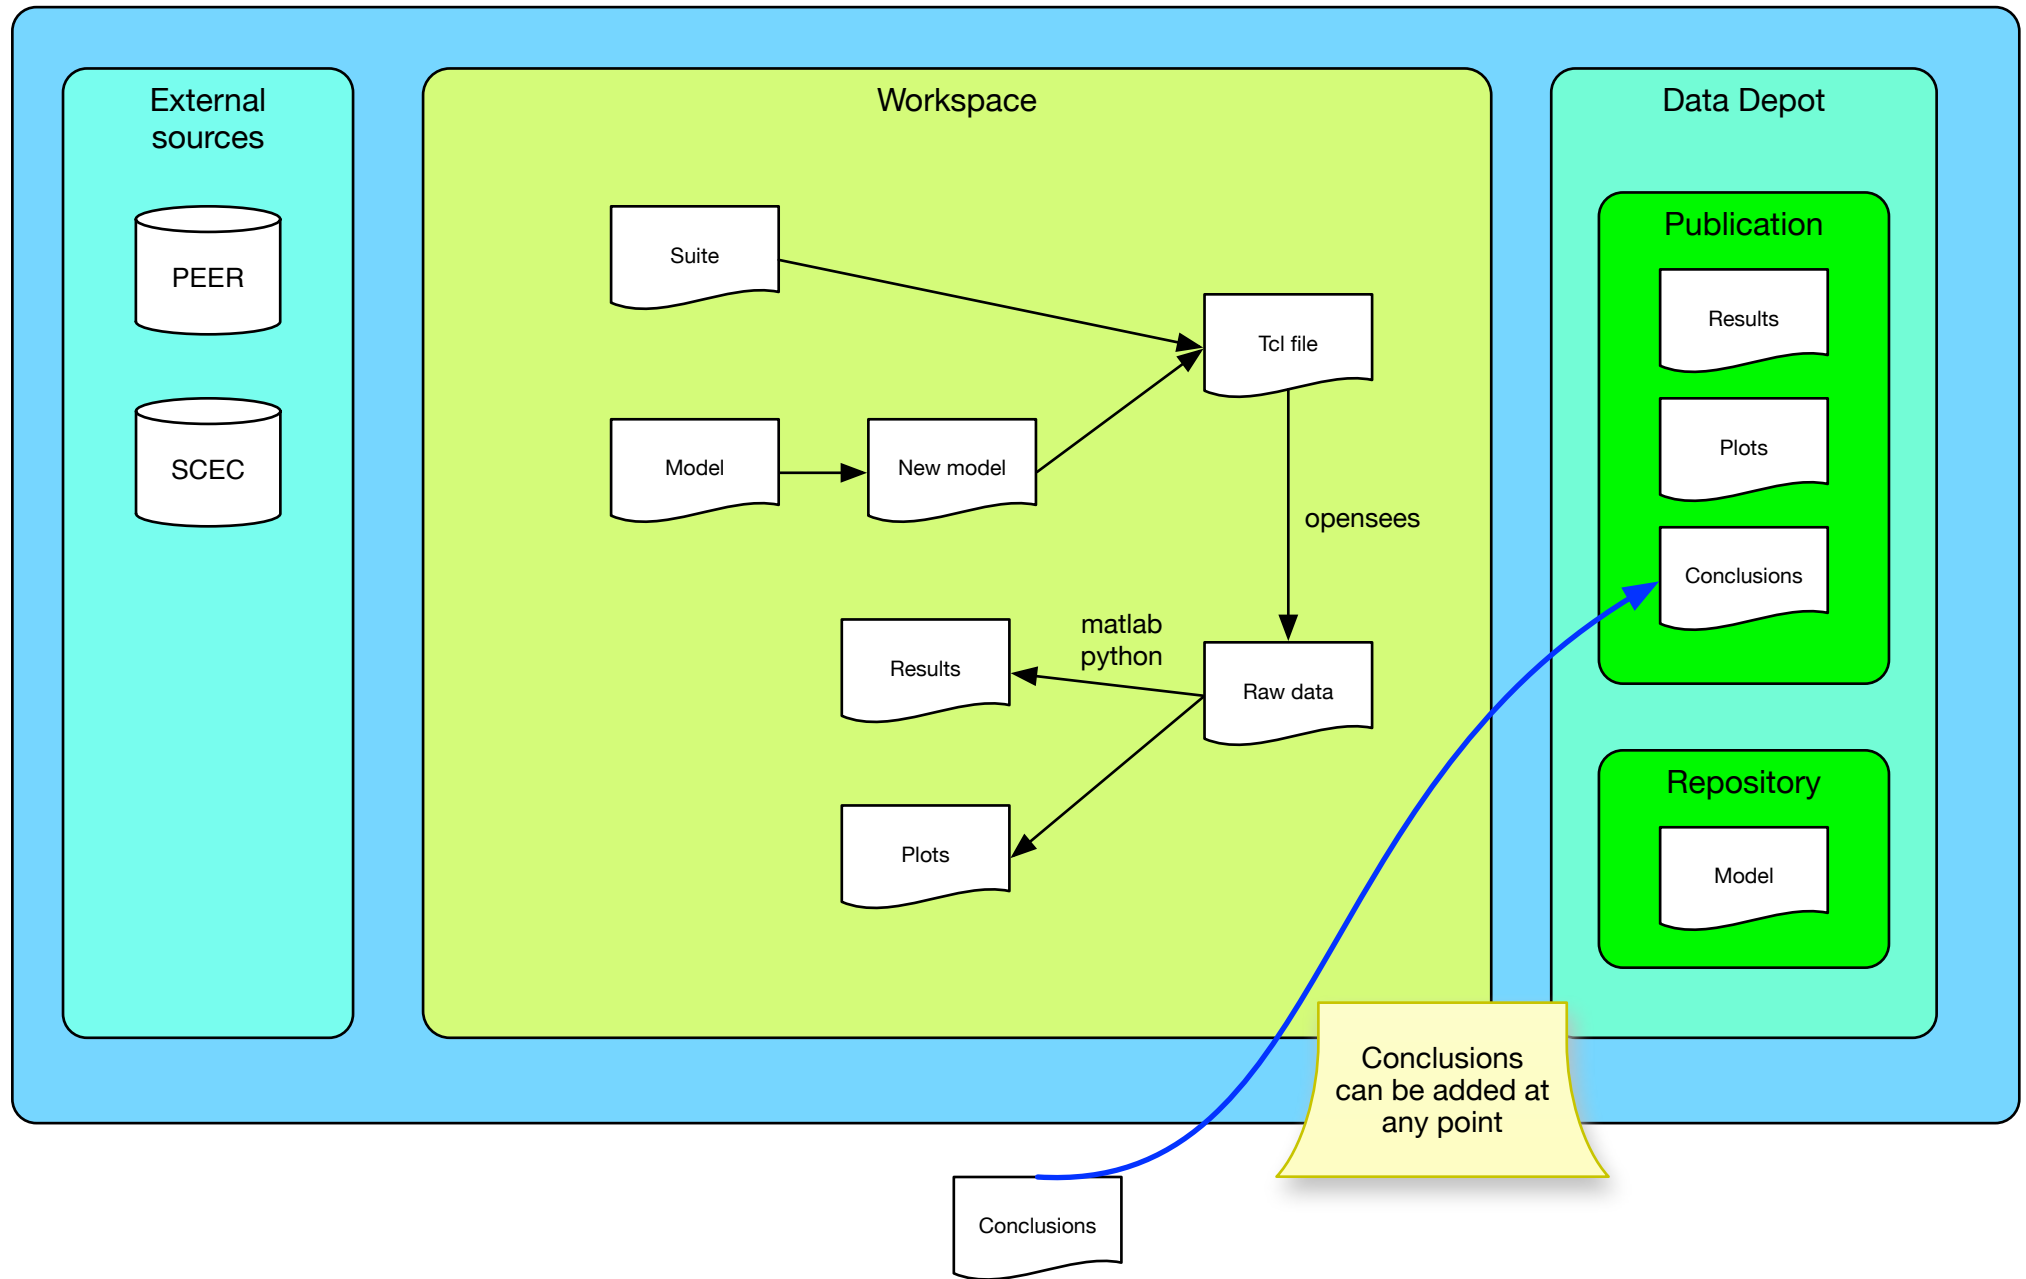 External
sources
PEER
SCEC
Workspace
Suite
Tcl file
Model
New model
opensees
matlab
python
Results
Raw data
Plots
Data Depot
Publication
Results
Plots
Conclusions
Repository
Model
Conclusions
can be added at
any point
Conclusions